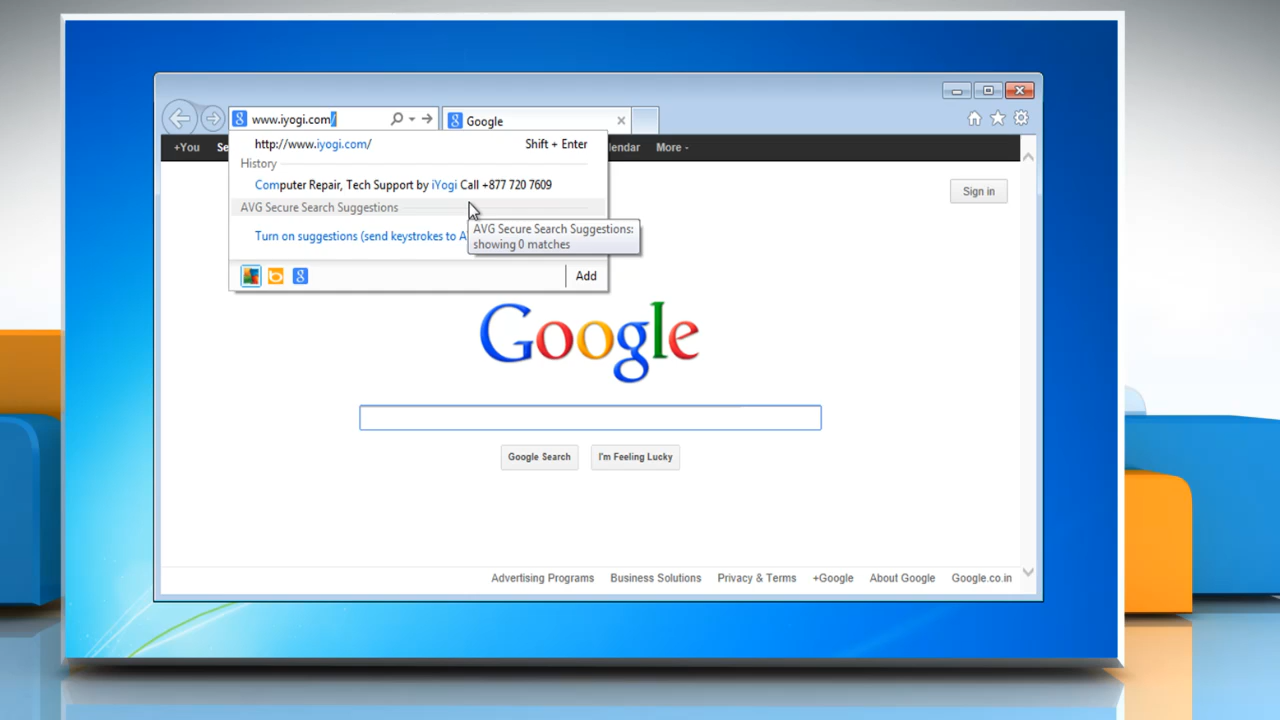 www.iyogi.com/
Google
+You
Se
lendar
More
http://www.iyogi.com/
Shift + Enter
History
Computer Repair, Tech Support by iYogi Call +877 720 7609
AVG Secure Search Suggestions
Turn on suggestions (send keystrokes to A
AVG Secure Search Suggestions:
showing 0 matches
Add
Sign in
Google
Google Search
I'm Feeling Lucky
Advertising Programs
Business Solutions
Privacy & Terms
+Google
About Google
Google.co.in